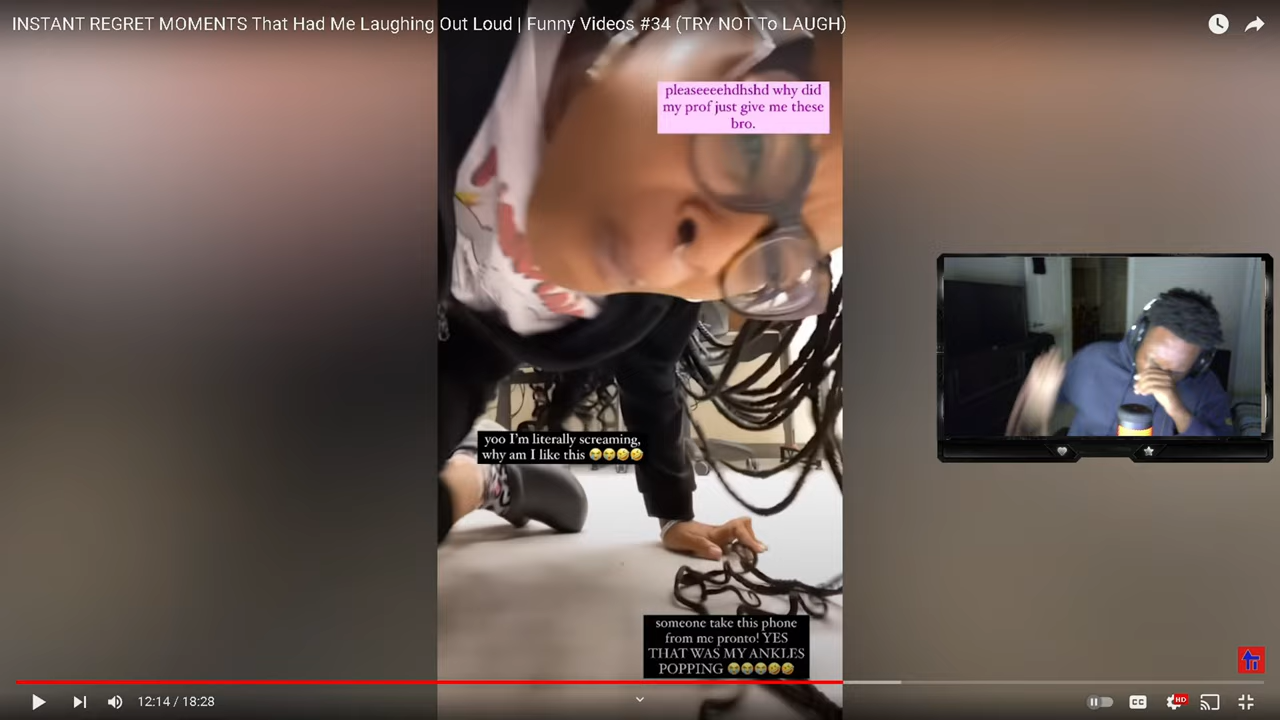 INSTANT REGRET MOMENTS That Had Me Laughing Out Loud | Funny Videos #34 (TRY NOT To LAUGH)
pleaseeeehdhshd why did
my prof just give me these
bro.
yoo I'm literally screaming,
why am I like this 😭😭🤣🤣
someone take this phone
from me pronto! YES
THAT WAS MY ANKLES
POPPING 😭😭😭🤣🤣
12:14 / 18:28
CC
HD